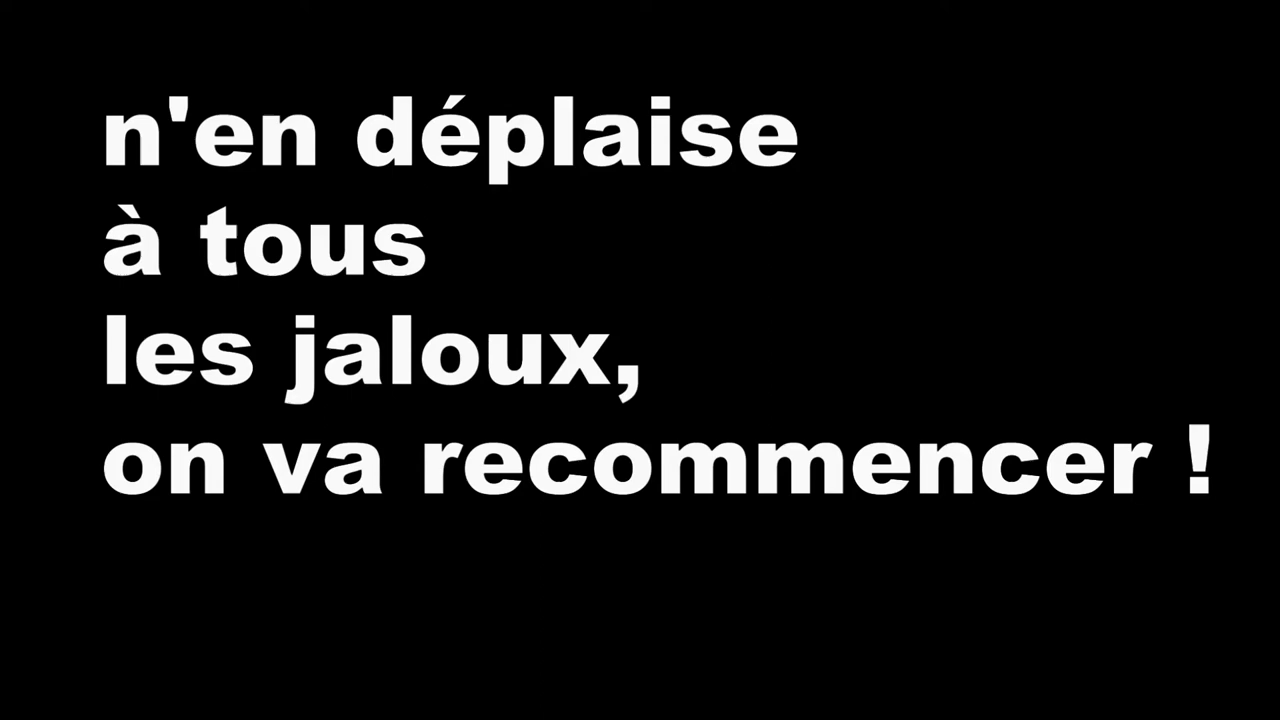 n'en déplaise
à tous
les jaloux,
on va recommencer !